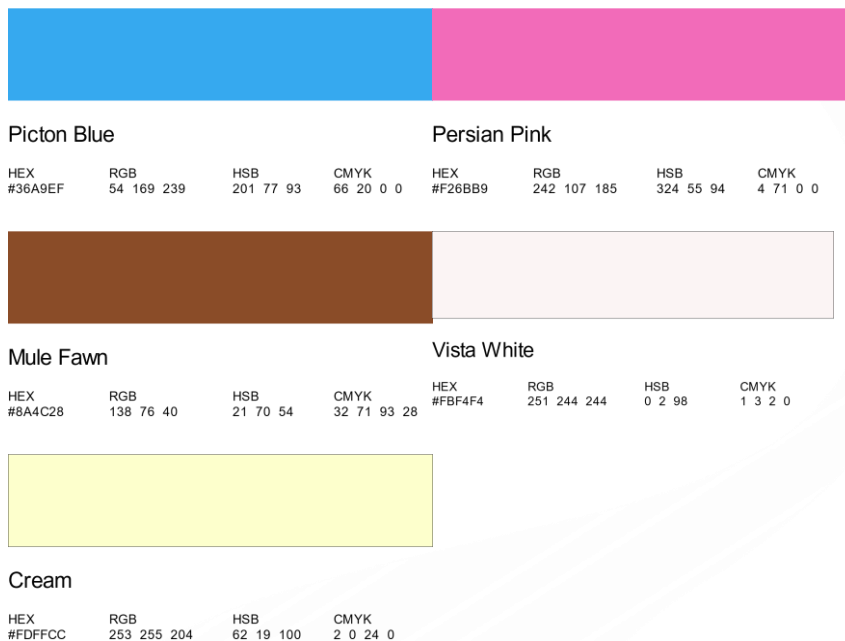 Picton Blue
HEX RGB HSB CMYK
#36A9EF 54 169 239 201 77 93 66 20 0 0
Persian Pink
HEX RGB HSB CMYK
#F26BB9 242 107 185 324 55 94 4 71 0 0
Mule Fawn
HEX RGB HSB CMYK
#8A4C28 138 76 40 21 70 54 32 71 93 28
Vista White
HEX RGB HSB CMYK
#FBF4F4 251 244 244 0 2 98 1 3 2 0
Cream
HEX RGB HSB CMYK
#FDFFCC 253 255 204 62 19 100 2 0 24 0